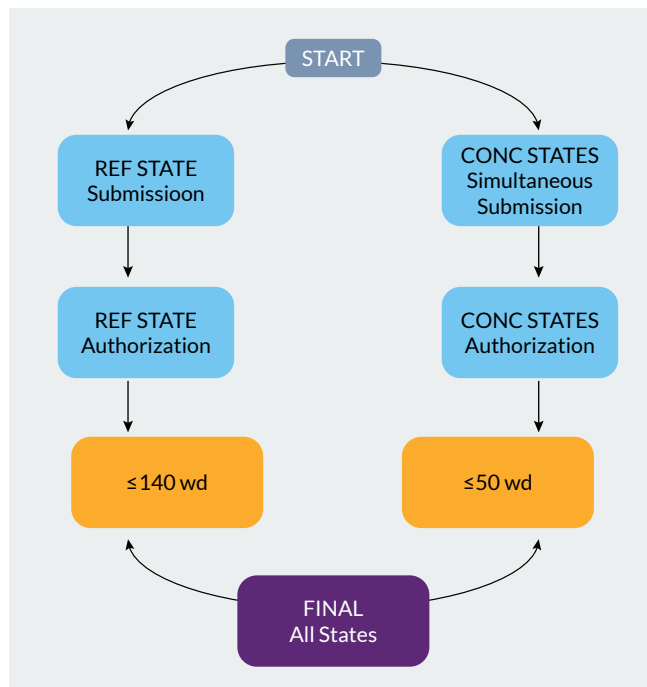 START
REF STATE
Submissioon
CONC STATES
Simultaneous
Submission
REF STATE
Authorization
CONC STATES
Authorization
≤140 wd
≤50 wd
FINAL
All States